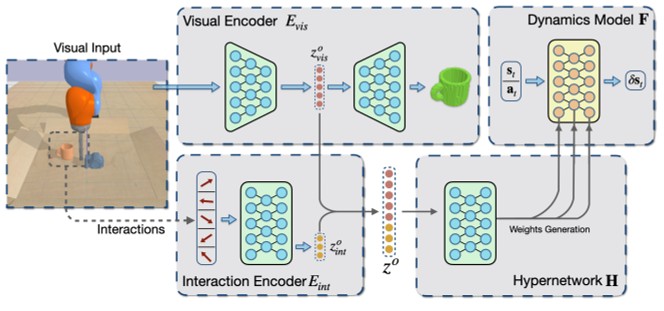 Visual Input
Visual Encoder E_vis
z^o_vis
Dynamics Model F
s_t
a_t
δs_t
Interactions
z^o_int
Interaction Encoder E_int
z^o
Weights Generation
Hypernetwork H